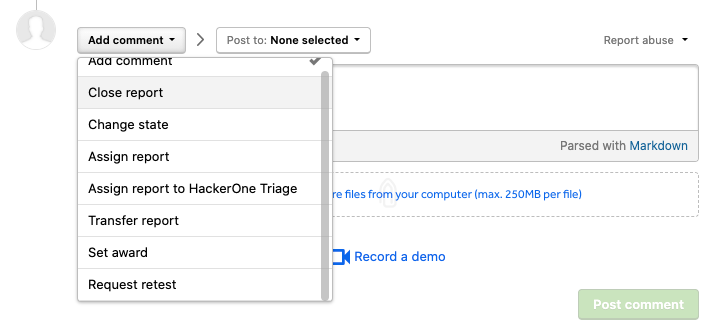 Add comment
Post to: None selected
Report abuse
Add comment
Close report
Change state
Assign report
Assign report to HackerOne Triage
Transfer report
Set award
Request retest
Parsed with Markdown
re files from your computer (max. 250MB per file)
Record a demo
Post comment